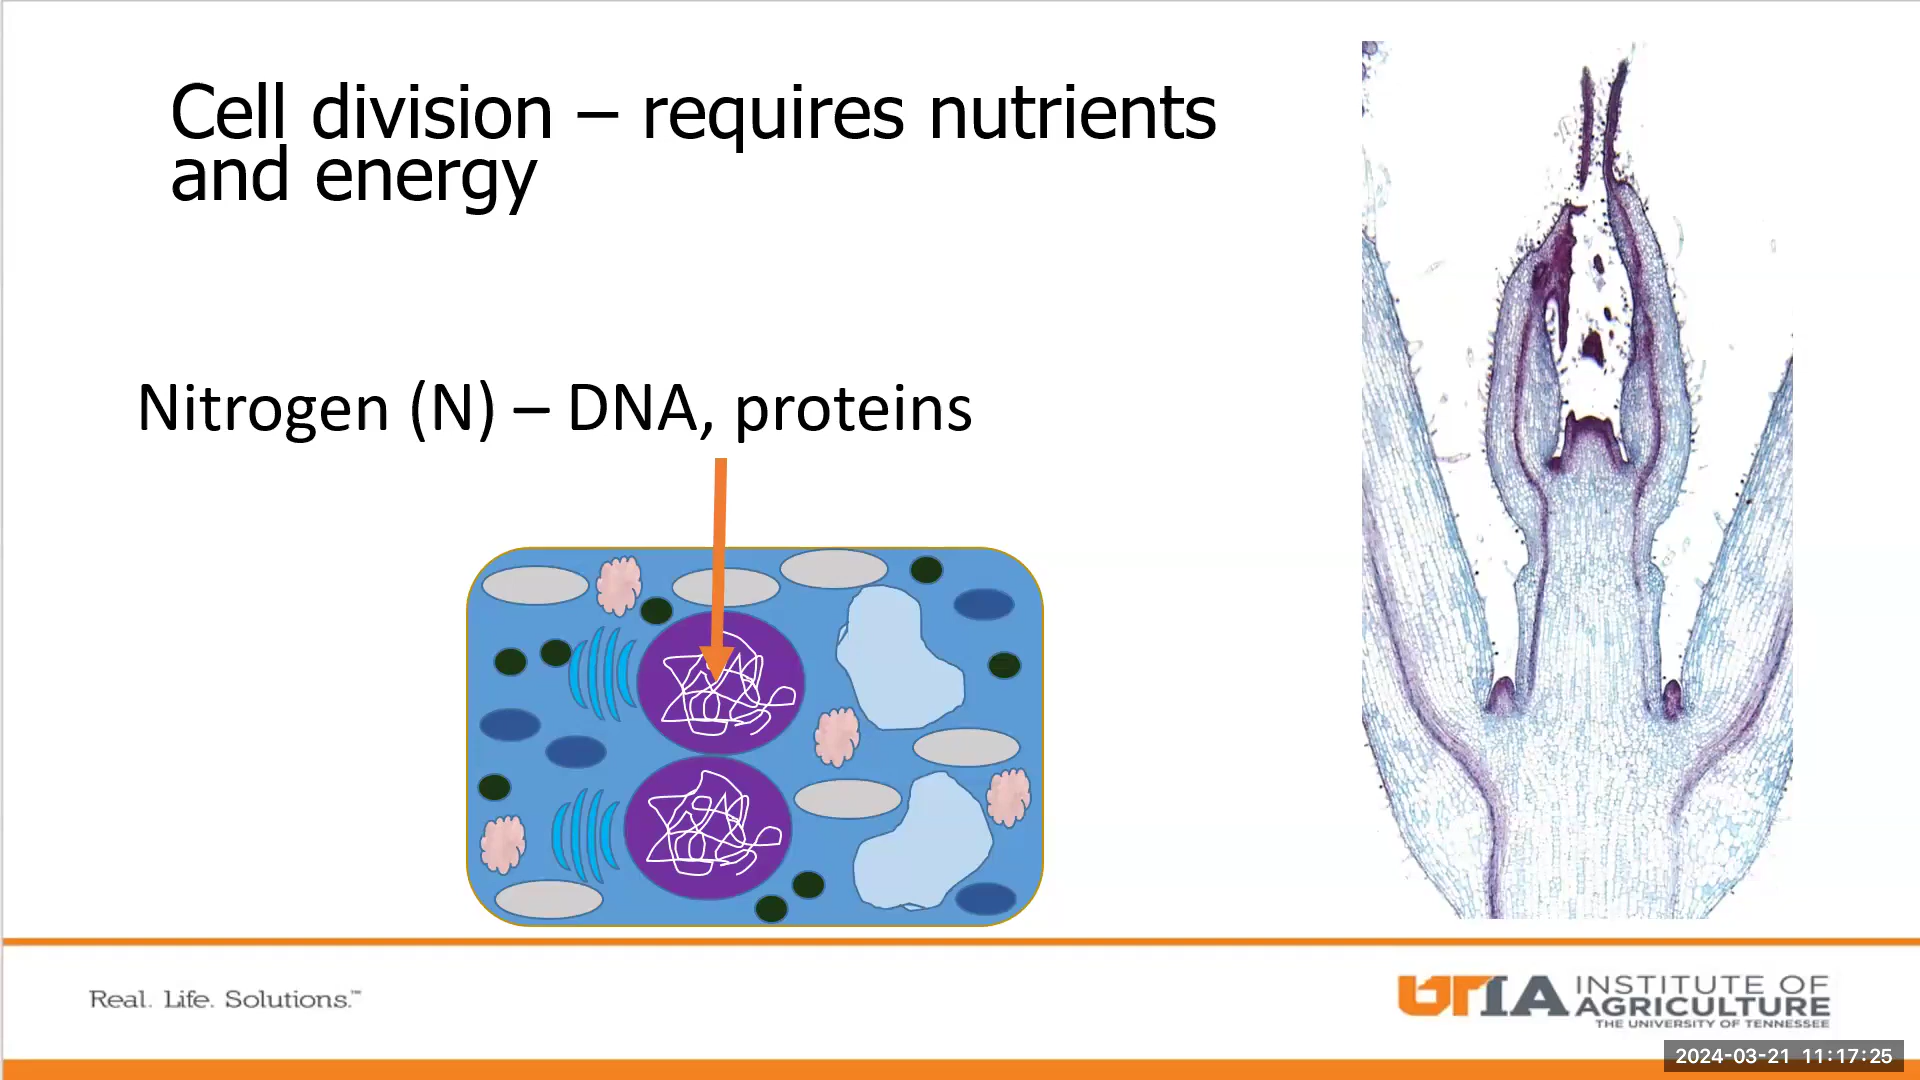 Cell division – requires nutrients
and energy
Nitrogen (N) – DNA, proteins
Real. Life. Solutions.™
UTIA INSTITUTE OF
AGRICULTURE
THE UNIVERSITY OF TENNESSEE
2024-03-21 11:17:25